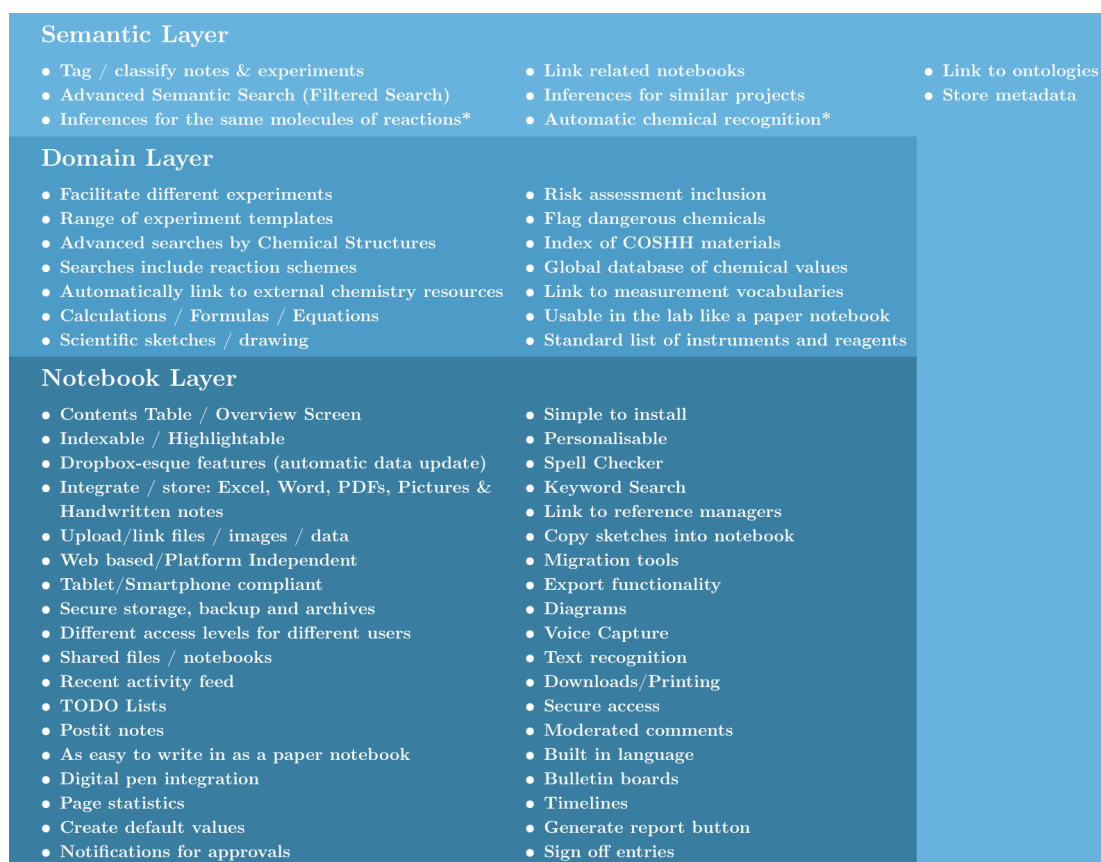 Semantic Layer
• Tag / classify notes & experiments
• Advanced Semantic Search (Filtered Search)
• Inferences for the same molecules of reactions*
• Link related notebooks
• Inferences for similar projects
• Automatic chemical recognition*
• Link to ontologies
• Store metadata
Domain Layer
• Facilitate different experiments
• Range of experiment templates
• Advanced searches by Chemical Structures
• Searches include reaction schemes
• Automatically link to external chemistry resources
• Calculations / Formulas / Equations
• Scientific sketches / drawing
• Risk assessment inclusion
• Flag dangerous chemicals
• Index of COSHH materials
• Global database of chemical values
• Link to measurement vocabularies
• Usable in the lab like a paper notebook
• Standard list of instruments and reagents
Notebook Layer
• Contents Table / Overview Screen
• Indexable / Highlightable
• Dropbox-esque features (automatic data update)
• Integrate / store: Excel, Word, PDFs, Pictures &
Handwritten notes
• Upload/link files / images / data
• Web based/Platform Independent
• Tablet/Smartphone compliant
• Secure storage, backup and archives
• Different access levels for different users
• Shared files / notebooks
• Recent activity feed
• TODO Lists
• Postit notes
• As easy to write in as a paper notebook
• Digital pen integration
• Page statistics
• Create default values
• Notifications for approvals
• Simple to install
• Personalisable
• Spell Checker
• Keyword Search
• Link to reference managers
• Copy sketches into notebook
• Migration tools
• Export functionality
• Diagrams
• Voice Capture
• Text recognition
• Downloads/Printing
• Secure access
• Moderated comments
• Built in language
• Bulletin boards
• Timelines
• Generate report button
• Sign off entries